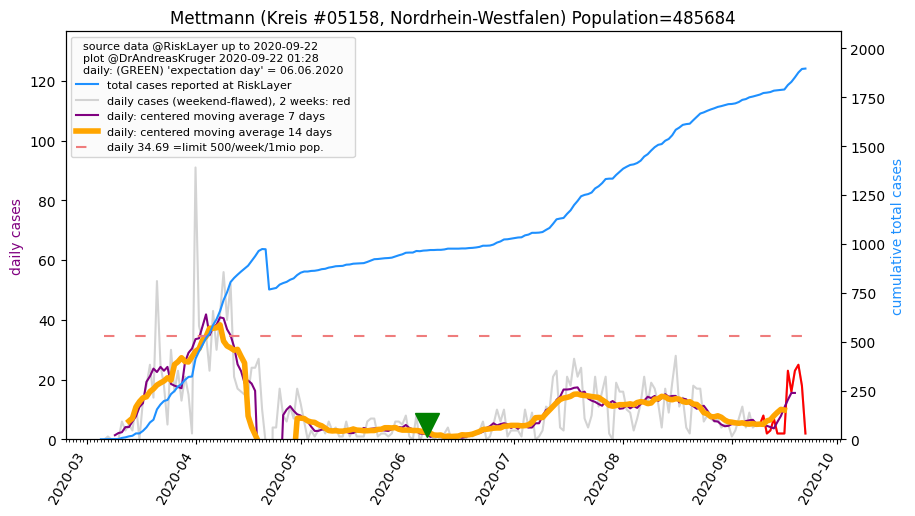 Mettmann (Kreis #05158, Nordrhein-Westfalen) Population=485684
source data @RiskLayer up to 2020-09-22
plot @DrAndreasKruger 2020-09-22 01:28
daily: (GREEN) 'expectation day' = 06.06.2020
total cases reported at RiskLayer
daily cases (weekend-flawed), 2 weeks: red
daily: centered moving average 7 days
daily: centered moving average 14 days
daily 34.69 =limit 500/week/1mio pop.
daily cases
0
20
40
60
80
100
120
cumulative total cases
0
250
500
750
1000
1250
1500
1750
2000
2020-03
2020-04
2020-05
2020-06
2020-07
2020-08
2020-09
2020-10